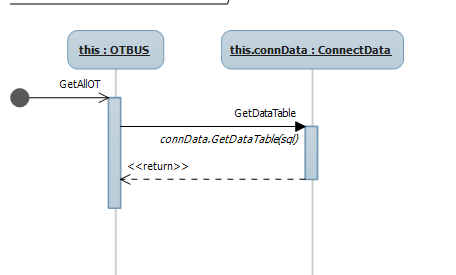 this : OTBUS
this.connData : ConnectData
GetAllOT
GetDataTable
connData.GetDataTable(sql)
<<return>>